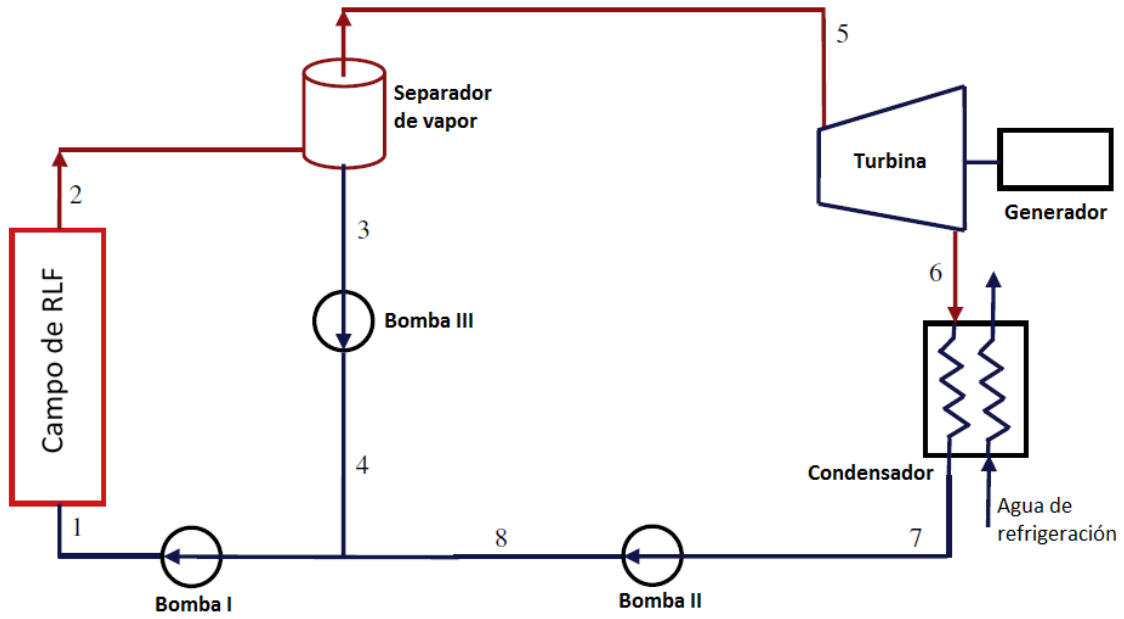 5
Separador
de vapor
Turbina
Generador
2
3
6
Campo de RLF
Bomba III
4
Condensador
Agua de
refrigeración
1
8
7
Bomba I
Bomba II